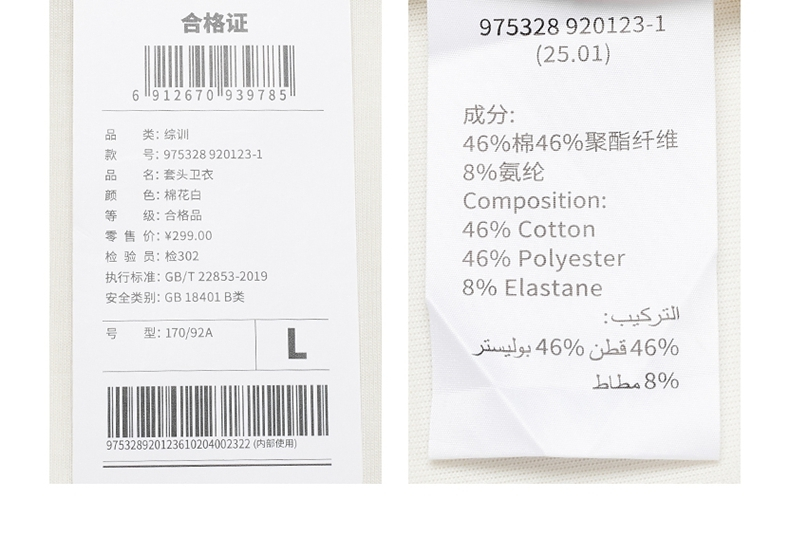 合格证
6 912670 939785
品 类: 综训
款 号: 975328 920123-1
品 名: 套头卫衣
颜 色: 棉花白
等 级: 合格品
零 售 价: ¥299.00
检 验 员: 检302
执行标准: GB/T 22853-2019
安全类别: GB 18401 B类
号 型: 170/92A
L
975328920123610204002322 (内部使用)
975328 920123-1
(25.01)
成分:
46%棉46%聚酯纤维
8%氨纶
Composition:
46% Cotton
46% Polyester
8% Elastane
التركيب:
46% قطن 46% بوليستر
8% مطاط